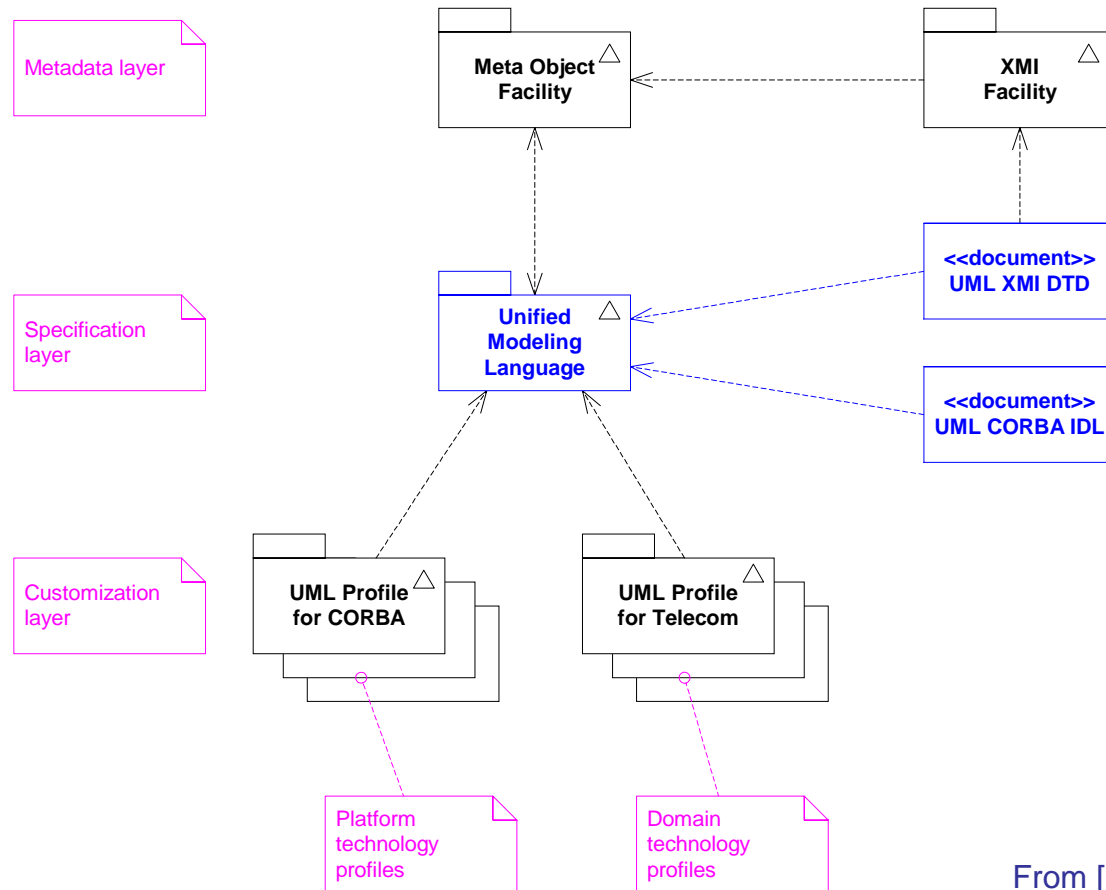 Metadata layer
Meta Object
Facility
XMI
Facility
<<document>>
UML XMI DTD
Specification
layer
Unified
Modeling
Language
<<document>>
UML CORBA IDL
Customization
layer
UML Profile
for CORBA
UML Profile
for Telecom
Platform
technology
profiles
Domain
technology
profiles
From [